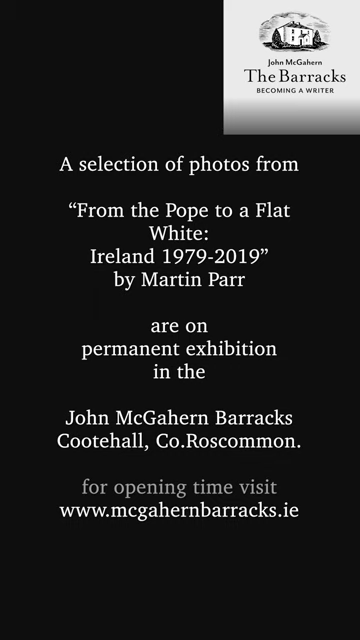 John McGahern
The Barracks
BECOMING A WRITER
A selection of photos from
“From the Pope to a Flat
White:
Ireland 1979-2019”
by Martin Parr
are on
permanent exhibition
in the
John McGahern Barracks
Cootehall, Co.Roscommon.
for opening time visit
www.mcgahernbarracks.ie